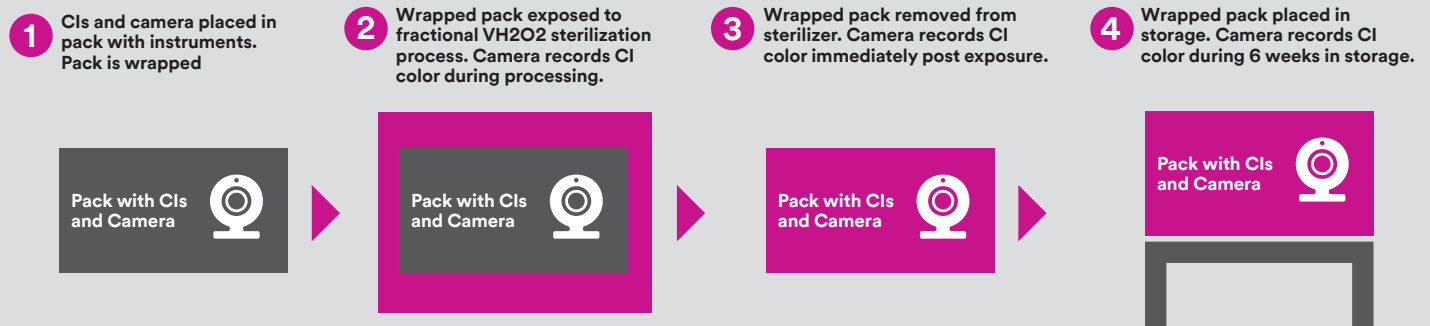 1
CIs and camera placed in
pack with instruments.
Pack is wrapped
2
Wrapped pack exposed to
fractional VH2O2 sterilization
process. Camera records CI
color during processing.
3
Wrapped pack removed from
sterilizer. Camera records CI
color immediately post exposure.
4
Wrapped pack placed in
storage. Camera records CI
color during 6 weeks in storage.
Pack with CIs
and Camera
Pack with CIs
and Camera
Pack with CIs
and Camera
Pack with CIs
and Camera